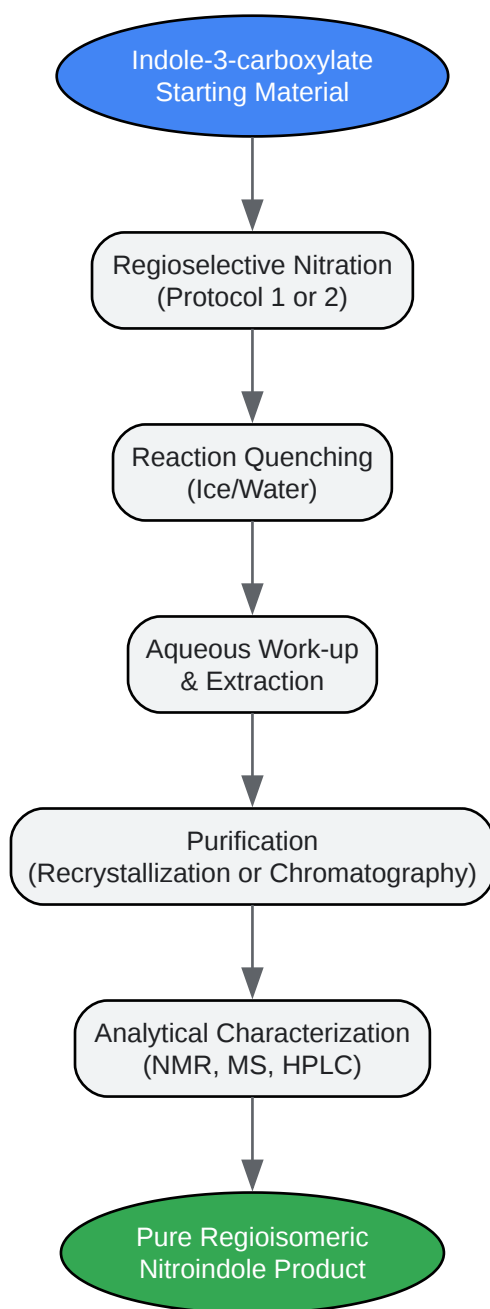 Indole-3-carboxylate
Starting Material
Regioselective Nitration
(Protocol 1 or 2)
Reaction Quenching
(Ice/Water)
Aqueous Work-up
& Extraction
Purification
(Recrystallization or Chromatography)
Analytical Characterization
(NMR, MS, HPLC)
Pure Regioisomeric
Nitroindole Product